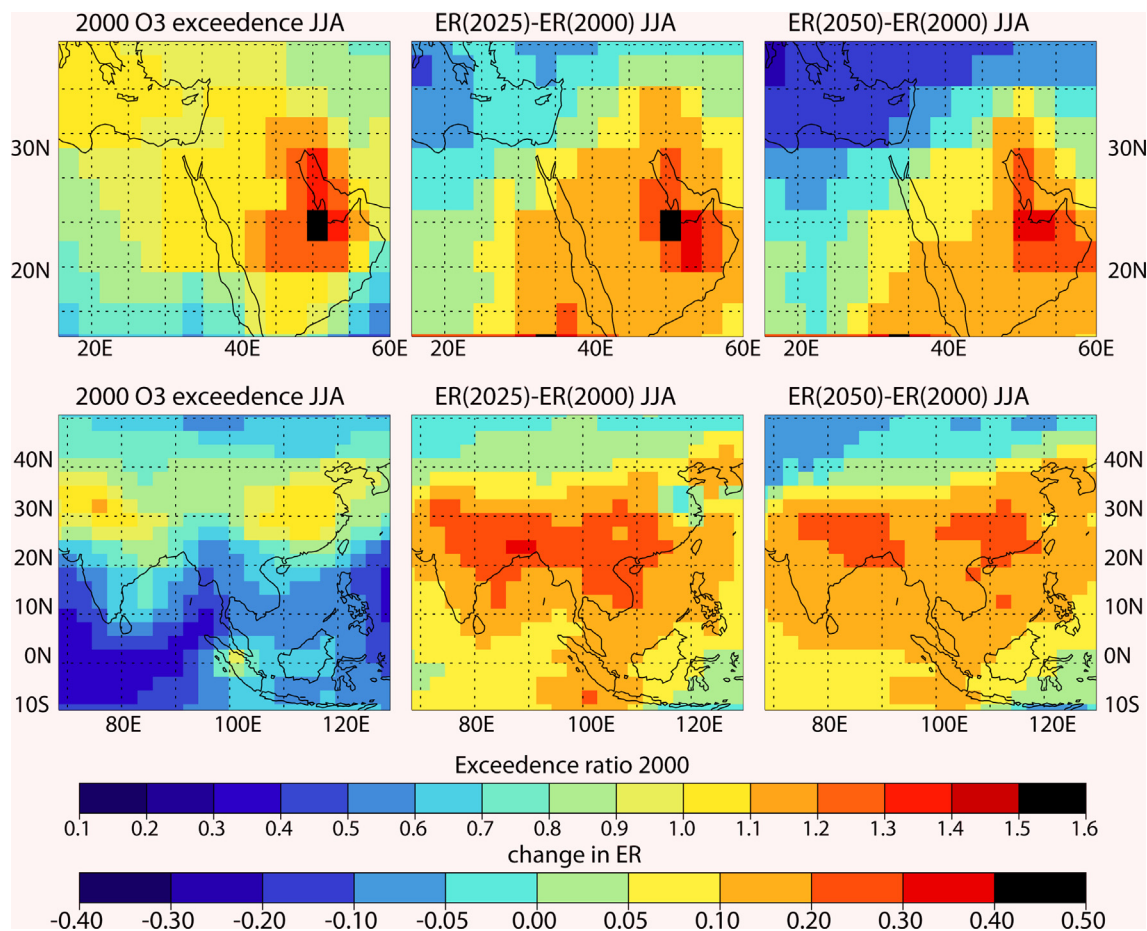 2000 O3 exceedence JJA ER(2025)-ER(2000) JJA ER(2050)-ER(2000) JJA
30N 30N
20N 20N
20E 40E 60E 20E 40E 60E 20E 40E 60E
2000 O3 exceedence JJA ER(2025)-ER(2000) JJA ER(2050)-ER(2000) JJA
40N 40N
30N 30N
20N 20N
10N 10N
0N 0N
10S 10S
80E 100E 120E 80E 100E 120E 80E 100E 120E
Exceedence ratio 2000
0.1 0.2 0.3 0.4 0.5 0.6 0.7 0.8 0.9 1.0 1.1 1.2 1.3 1.4 1.5 1.6
change in ER
-0.40 -0.30 -0.20 -0.10 -0.05 0.00 0.05 0.10 0.20 0.30 0.40 0.50